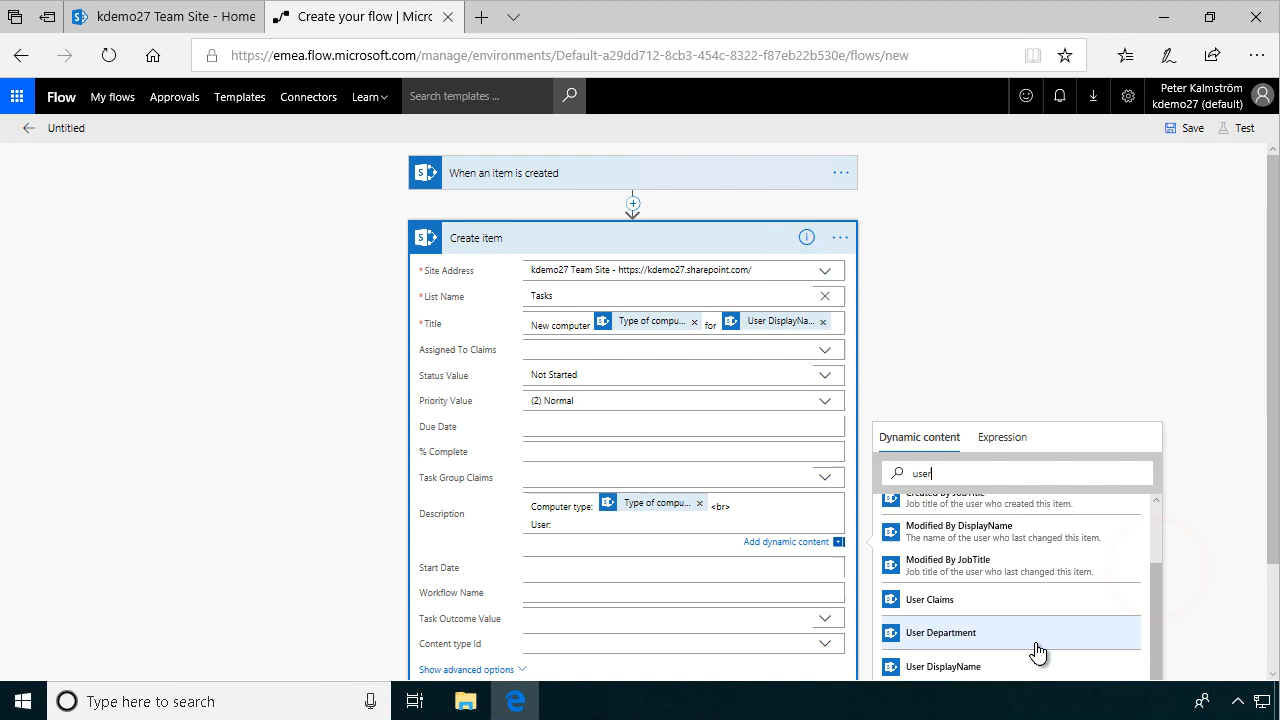 kdemo27 Team Site - Home
Create your flow | Micro
https://emea.flow.microsoft.com/manage/environments/Default-a29dd712-8cb3-454c-8322-f87eb22b530e/flows/new
Flow My flows Approvals Templates Connectors Learn Search templates ...
Peter Kalmström
kdemo27 (default)
Untitled
Save Test
When an item is created
Create item
* Site Address kdemo27 Team Site - https://kdemo27.sharepoint.com/
* List Name Tasks
* Title New computer Type of compu... x for User DisplayNa... x
Assigned To Claims
Status Value Not Started
Priority Value (2) Normal
Due Date
% Complete
Task Group Claims
Description
Computer type: Type of compu... x <br>
User:
Add dynamic content
Start Date
Workflow Name
Task Outcome Value
Content type Id
Show advanced options
Dynamic content Expression
user
Created By JobTitle
Job title of the user who created this item.
Modified By DisplayName
The name of the user who last changed this item.
Modified By JobTitle
Job title of the user who last changed this item.
User Claims
User Department
User DisplayName
Type here to search